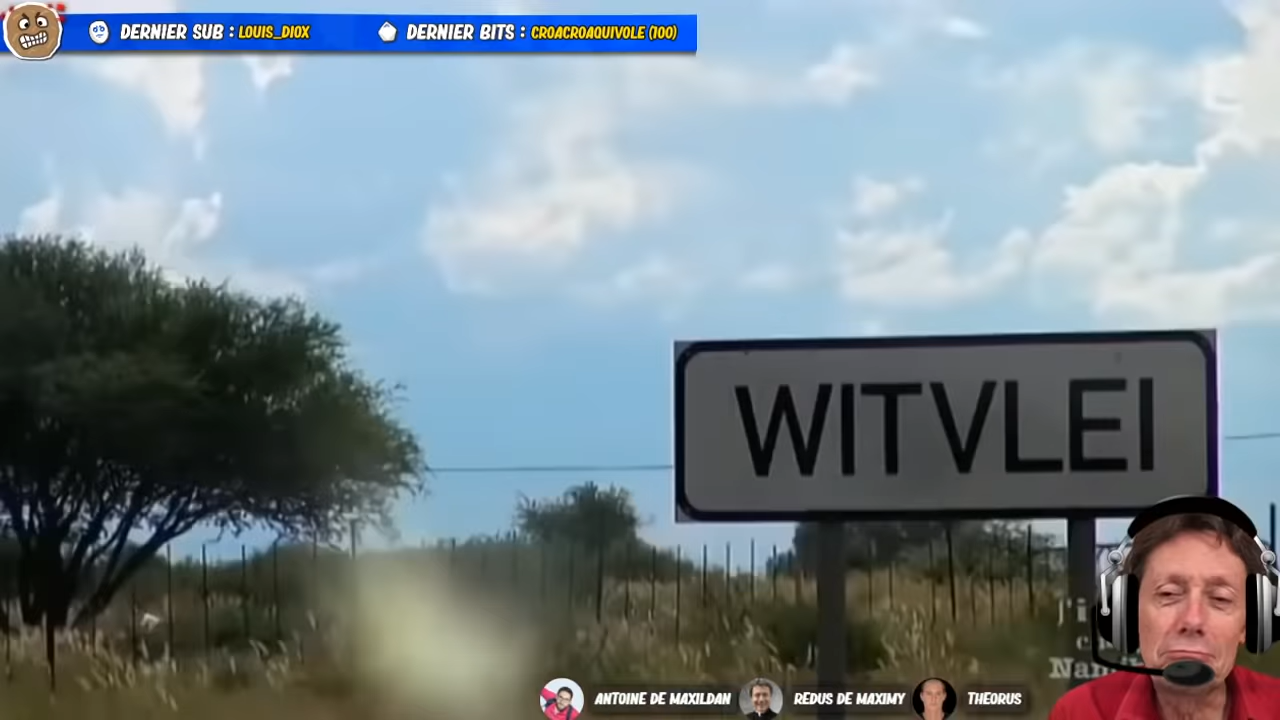 DERNIER SUB : LOUIS_DIOX
DERNIER BITS : CROACROAQUIVOLE (100)
WITVLEI
ANTOINE DE MAXILDAN
REDUS DE MAXIMY
THEORUS